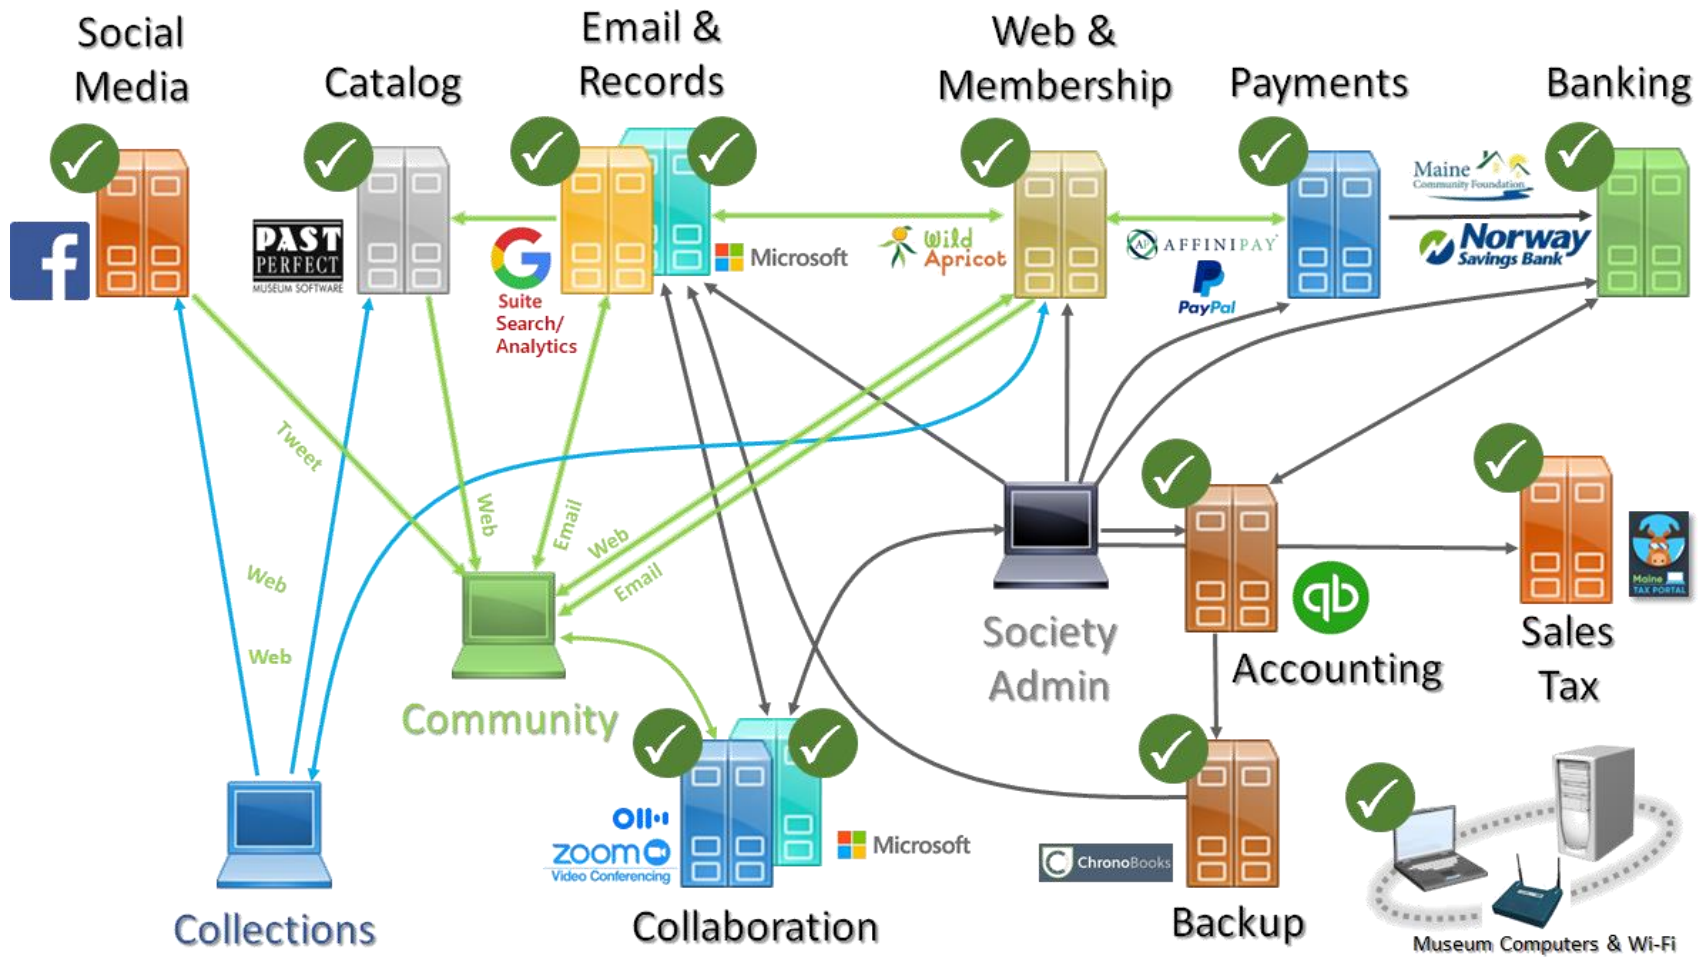 Social
Media
Catalog
Email &
Records
Web &
Membership
Payments
Banking
f
PAST
PERFECT
MUSEUM SOFTWARE
G
Suite
Search/
Analytics
Microsoft
Wild
Apricot
AFFINIPAY
PayPal
Maine
Community Foundation
Norway
Savings Bank
Tweet
Web
Email
Web
Email
Web
Web
Community
Society
Admin
qb
Accounting
Maine
TAX PORTAL
Sales
Tax
Collections
zoom
Video Conferencing
Microsoft
Collaboration
C ChronoBooks
Backup
Museum Computers & Wi-Fi